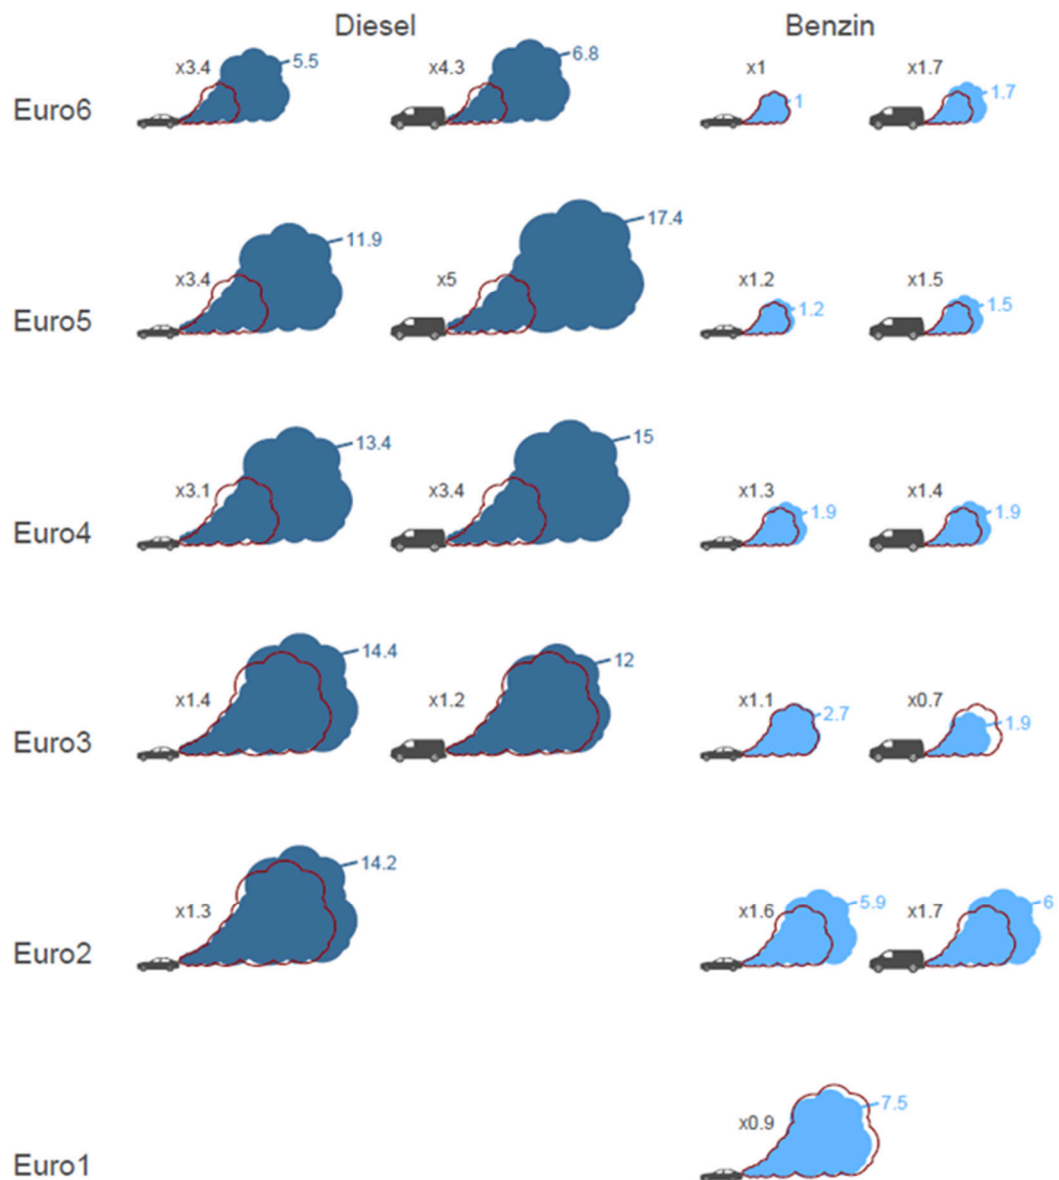 Diesel Benzin
x3.4 5.5 x4.3 6.8 x1 1 x1.7 1.7
Euro6
x3.4 11.9 x5 17.4 x1.2 1.2 x1.5 1.5
Euro5
x3.1 13.4 x3.4 15 x1.3 1.9 x1.4 1.9
Euro4
x1.4 14.4 x1.2 12 x1.1 2.7 x0.7 1.9
Euro3
x1.3 14.2 x1.6 5.9 x1.7 6
Euro2
x0.9 7.5
Euro1